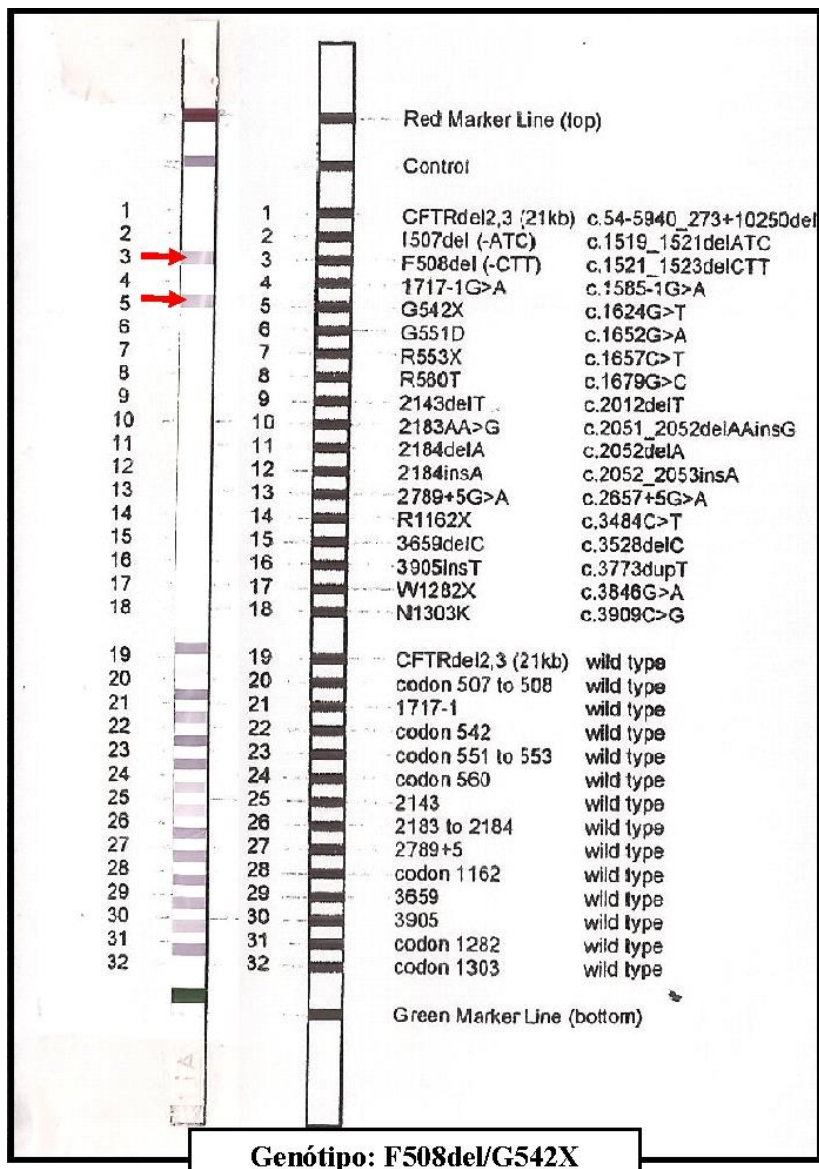 Red Marker Line (top)
Control
1 1 CFTRdel2,3 (21kb) c.54-5940_273+10250del
2 2 I507del (-ATC) c.1519_1521delATC
3 3 F508del (-CTT) c.1521_1523delCTT
4 4 1717-1G>A c.1585-1G>A
5 5 G542X c.1624G>T
6 6 G551D c.1652G>A
7 7 R553X c.1657C>T
8 8 R560T c.1679G>C
9 9 2143delT c.2012delT
10 10 2183AA>G c.2051_2052delAAinsG
11 11 2184delA c.2052delA
12 12 2184insA c.2052_2053insA
13 13 2789+5G>A c.2657+5G>A
14 14 R1162X c.3484C>T
15 15 3659delC c.3528delC
16 16 3905insT c.3773dupT
17 17 W1282X c.3846G>A
18 18 N1303K c.3909C>G
19 19 CFTRdel2,3 (21kb) wild type
20 20 codon 507 to 508 wild type
21 21 1717-1 wild type
22 22 codon 542 wild type
23 23 codon 551 to 553 wild type
24 24 codon 560 wild type
25 25 2143 wild type
26 26 2183 to 2184 wild type
27 27 2789+5 wild type
28 28 codon 1162 wild type
29 29 3659 wild type
30 30 3905 wild type
31 31 codon 1282 wild type
32 32 codon 1303 wild type
Green Marker Line (bottom)
Genótipo: F508del/G542X